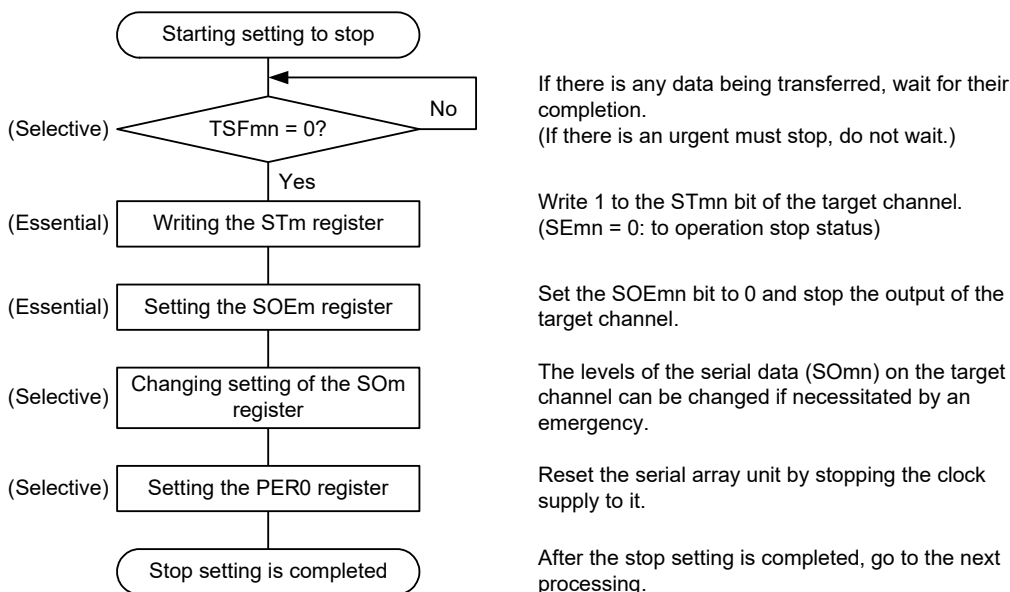 Starting setting to stop
If there is any data being transferred, wait for their
completion.
(If there is an urgent must stop, do not wait.)
(Selective)
TSFmn = 0?
No
Yes
(Essential)
Writing the STm register
Write 1 to the STmn bit of the target channel.
(SEmn = 0: to operation stop status)
(Essential)
Setting the SOEm register
Set the SOEmn bit to 0 and stop the output of the
target channel.
(Selective)
Changing setting of the SOm
register
The levels of the serial data (SOmn) on the target
channel can be changed if necessitated by an
emergency.
(Selective)
Setting the PER0 register
Reset the serial array unit by stopping the clock
supply to it.
Stop setting is completed
After the stop setting is completed, go to the next
processing.